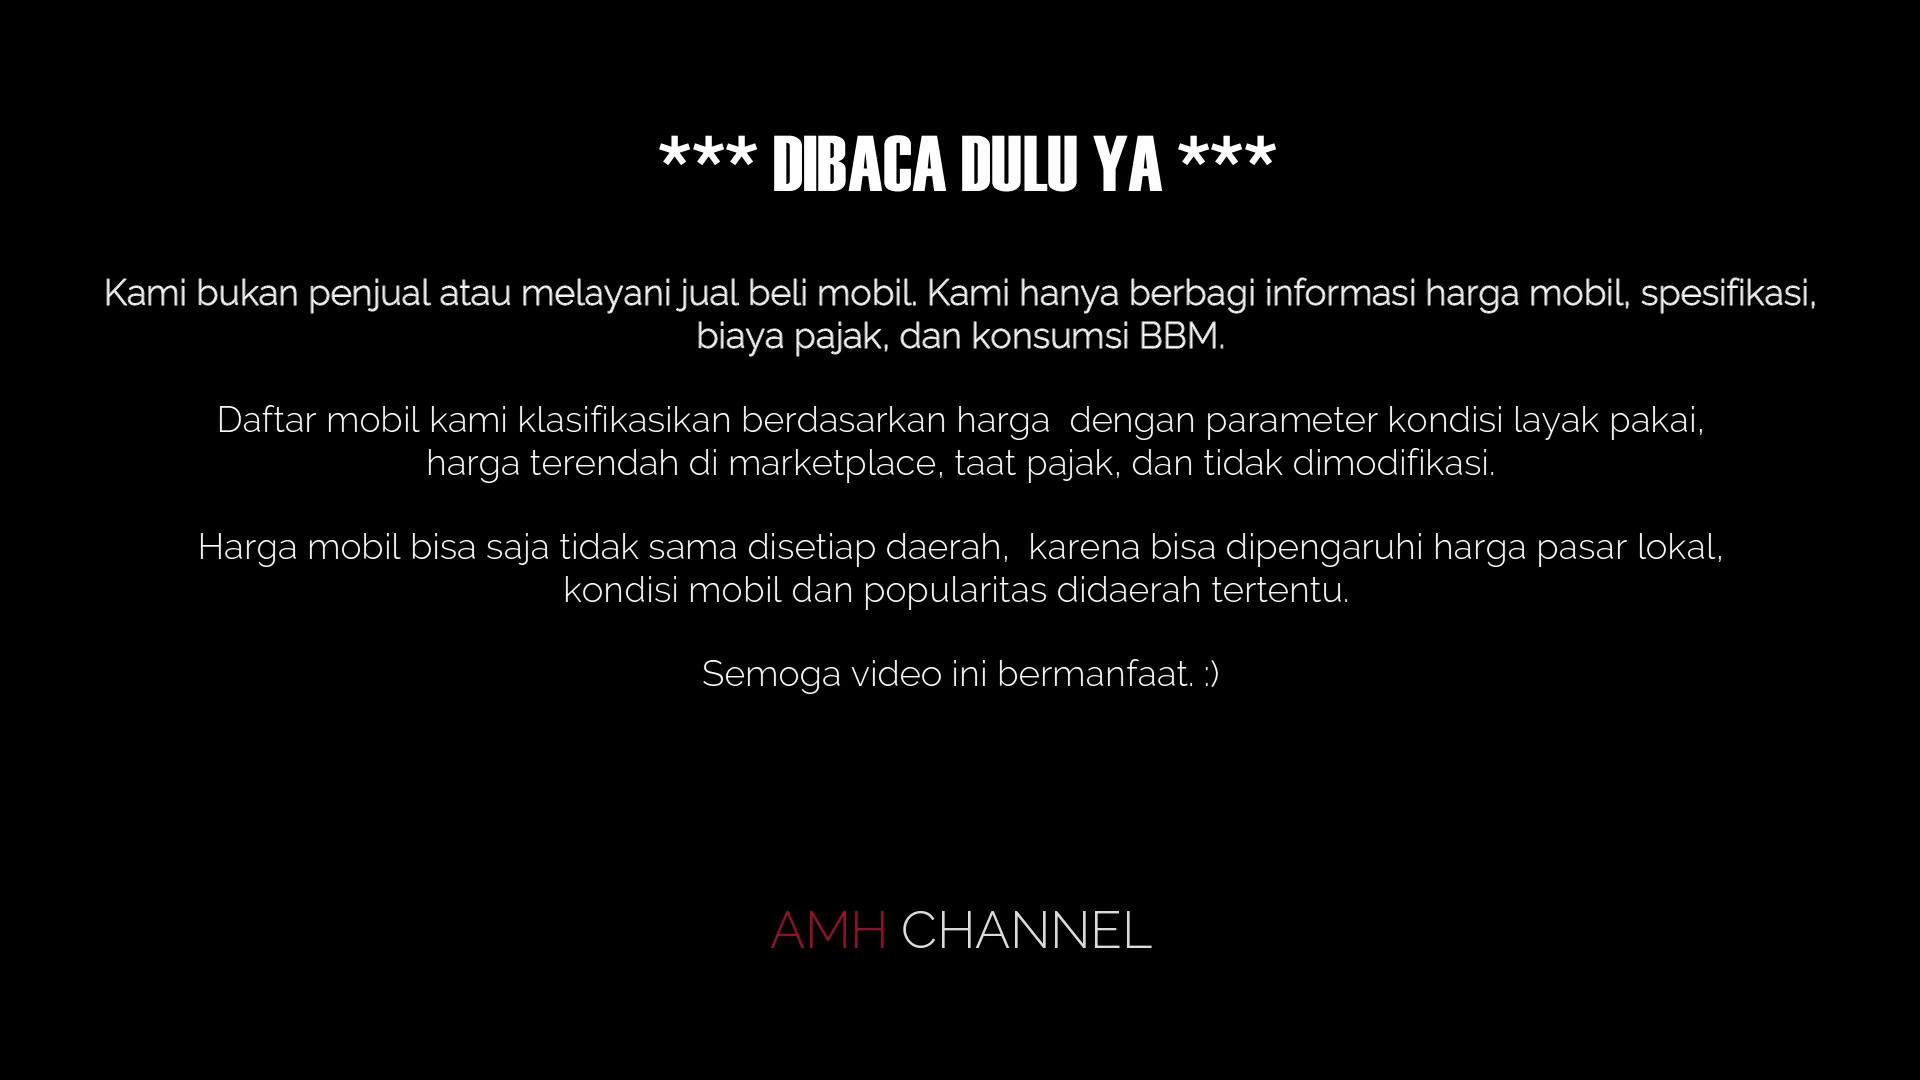 *** DIBACA DULU YA ***
Kami bukan penjual atau melayani jual beli mobil. Kami hanya berbagi informasi harga mobil, spesifikasi,
biaya pajak, dan konsumsi BBM.
Daftar mobil kami klasifikasikan berdasarkan harga  dengan parameter kondisi layak pakai,
harga terendah di marketplace, taat pajak, dan tidak dimodifikasi.
Harga mobil bisa saja tidak sama disetiap daerah,  karena bisa dipengaruhi harga pasar lokal,
kondisi mobil dan popularitas didaerah tertentu.
Semoga video ini bermanfaat. :)
AMH CHANNEL